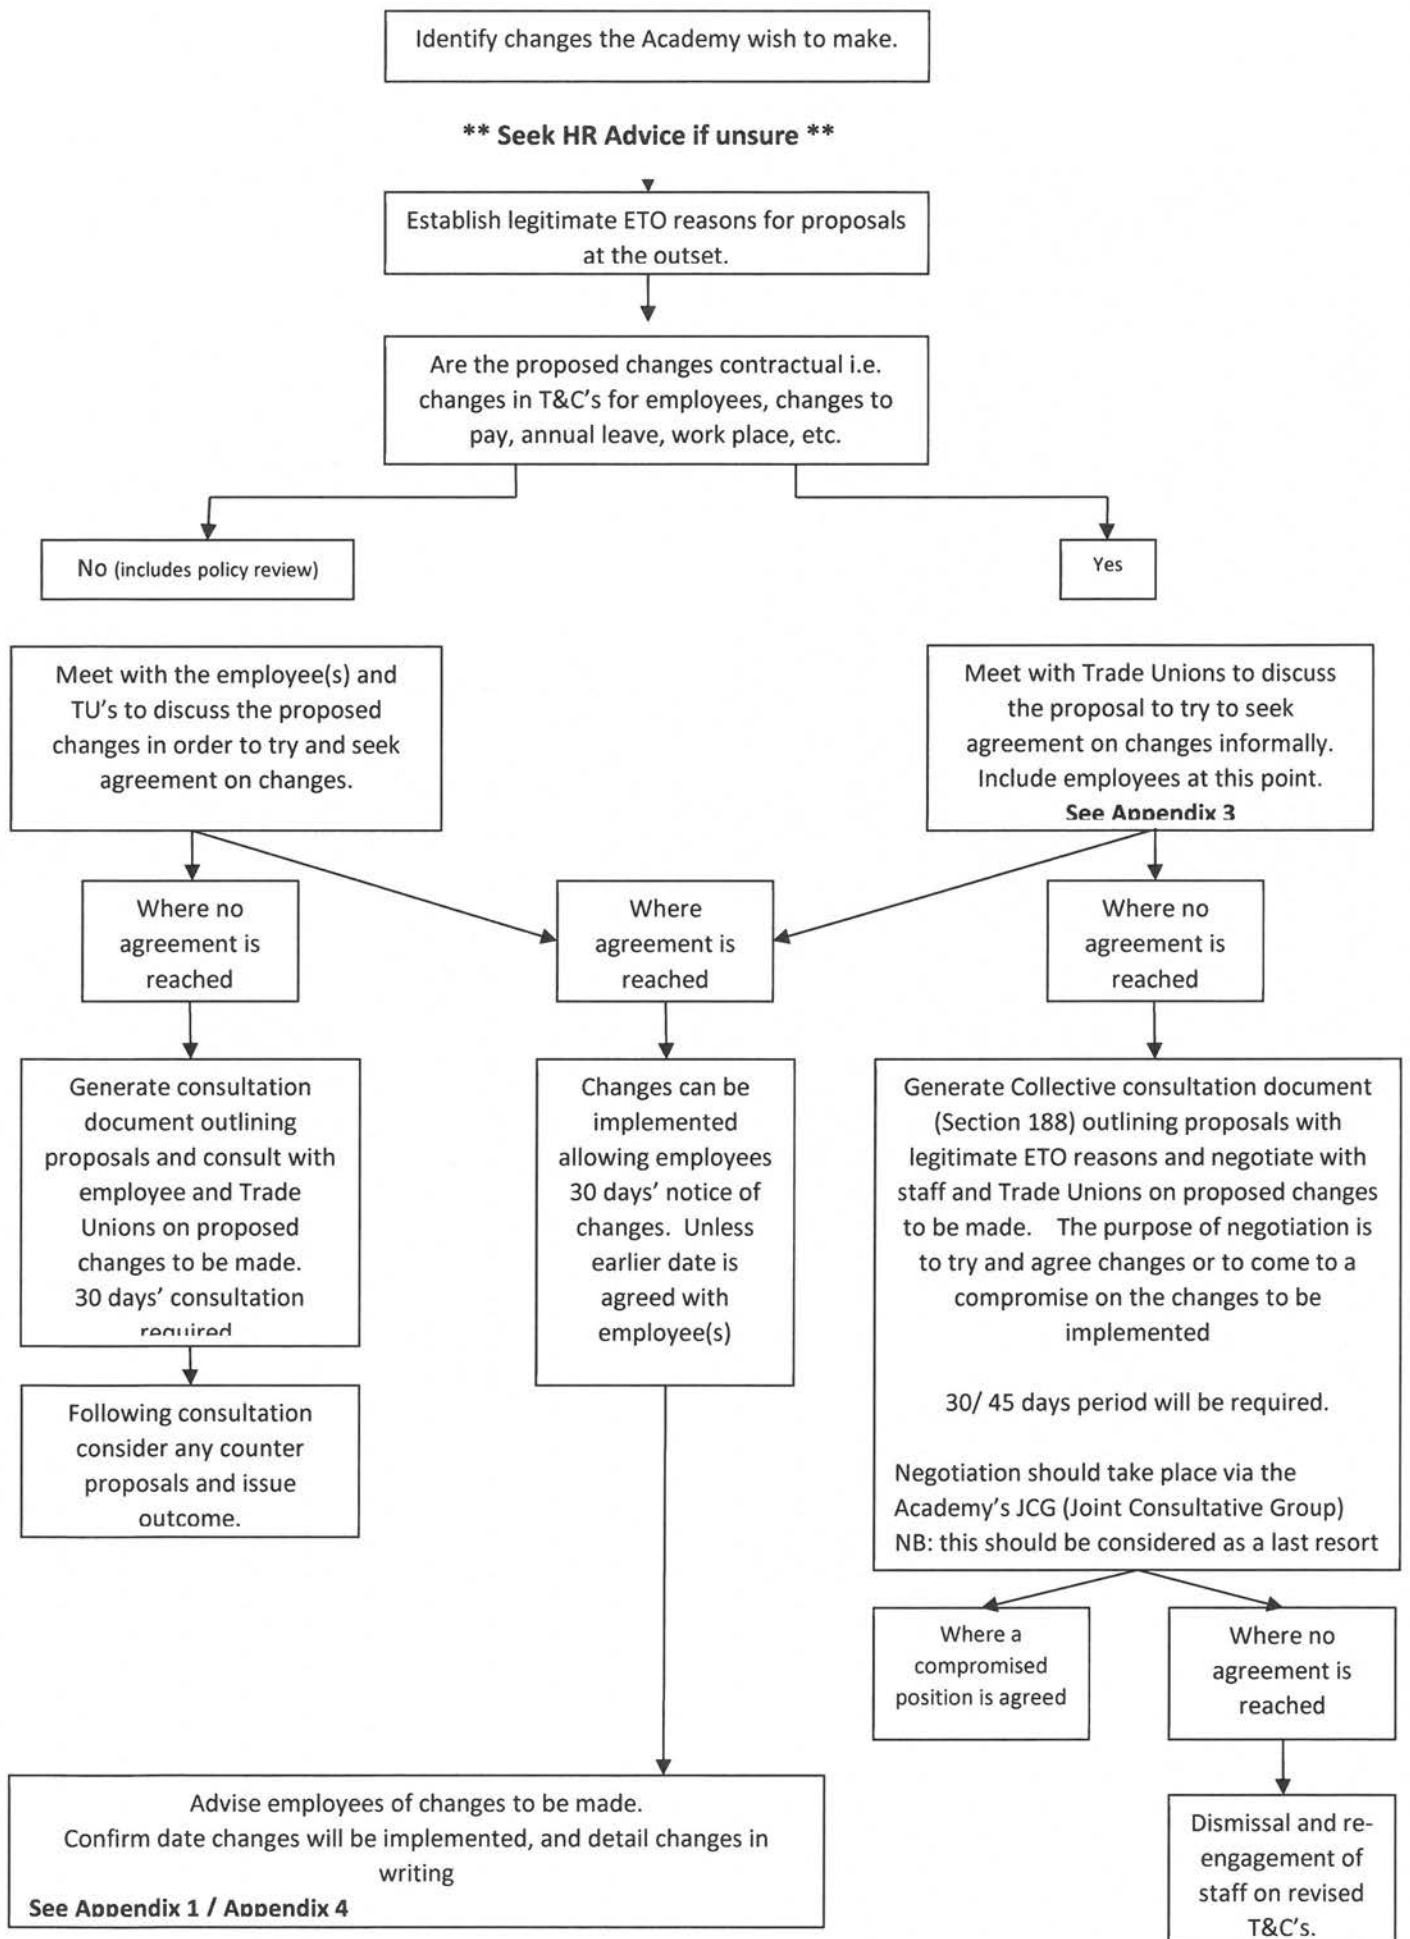 Identify changes the Academy wish to make.
** Seek HR Advice if unsure **
Establish legitimate ETO reasons for proposals
at the outset.
Are the proposed changes contractual i.e.
changes in T&C's for employees, changes to
pay, annual leave, work place, etc.
No (includes policy review)
Yes
Meet with the employee(s) and
TU's to discuss the proposed
changes in order to try and seek
agreement on changes.
Meet with Trade Unions to discuss
the proposal to try to seek
agreement on changes informally.
Include employees at this point.
See Appendix 3
Where no
agreement is
reached
Where
agreement is
reached
Where no
agreement is
reached
Generate consultation
document outlining
proposals and consult with
employee and Trade
Unions on proposed
changes to be made.
30 days' consultation
required
Changes can be
implemented
allowing employees
30 days' notice of
changes. Unless
earlier date is
agreed with
employee(s)
Generate Collective consultation document
(Section 188) outlining proposals with
legitimate ETO reasons and negotiate with
staff and Trade Unions on proposed changes
to be made. The purpose of negotiation is
to try and agree changes or to come to a
compromise on the changes to be
implemented
30/ 45 days period will be required.
Negotiation should take place via the
Academy's JCG (Joint Consultative Group)
NB: this should be considered as a last resort
Following consultation
consider any counter
proposals and issue
outcome.
Where a
compromised
position is agreed
Where no
agreement is
reached
Advise employees of changes to be made.
Confirm date changes will be implemented, and detail changes in
writing
See Appendix 1 / Appendix 4
Dismissal and re-
engagement of
staff on revised
T&C's.